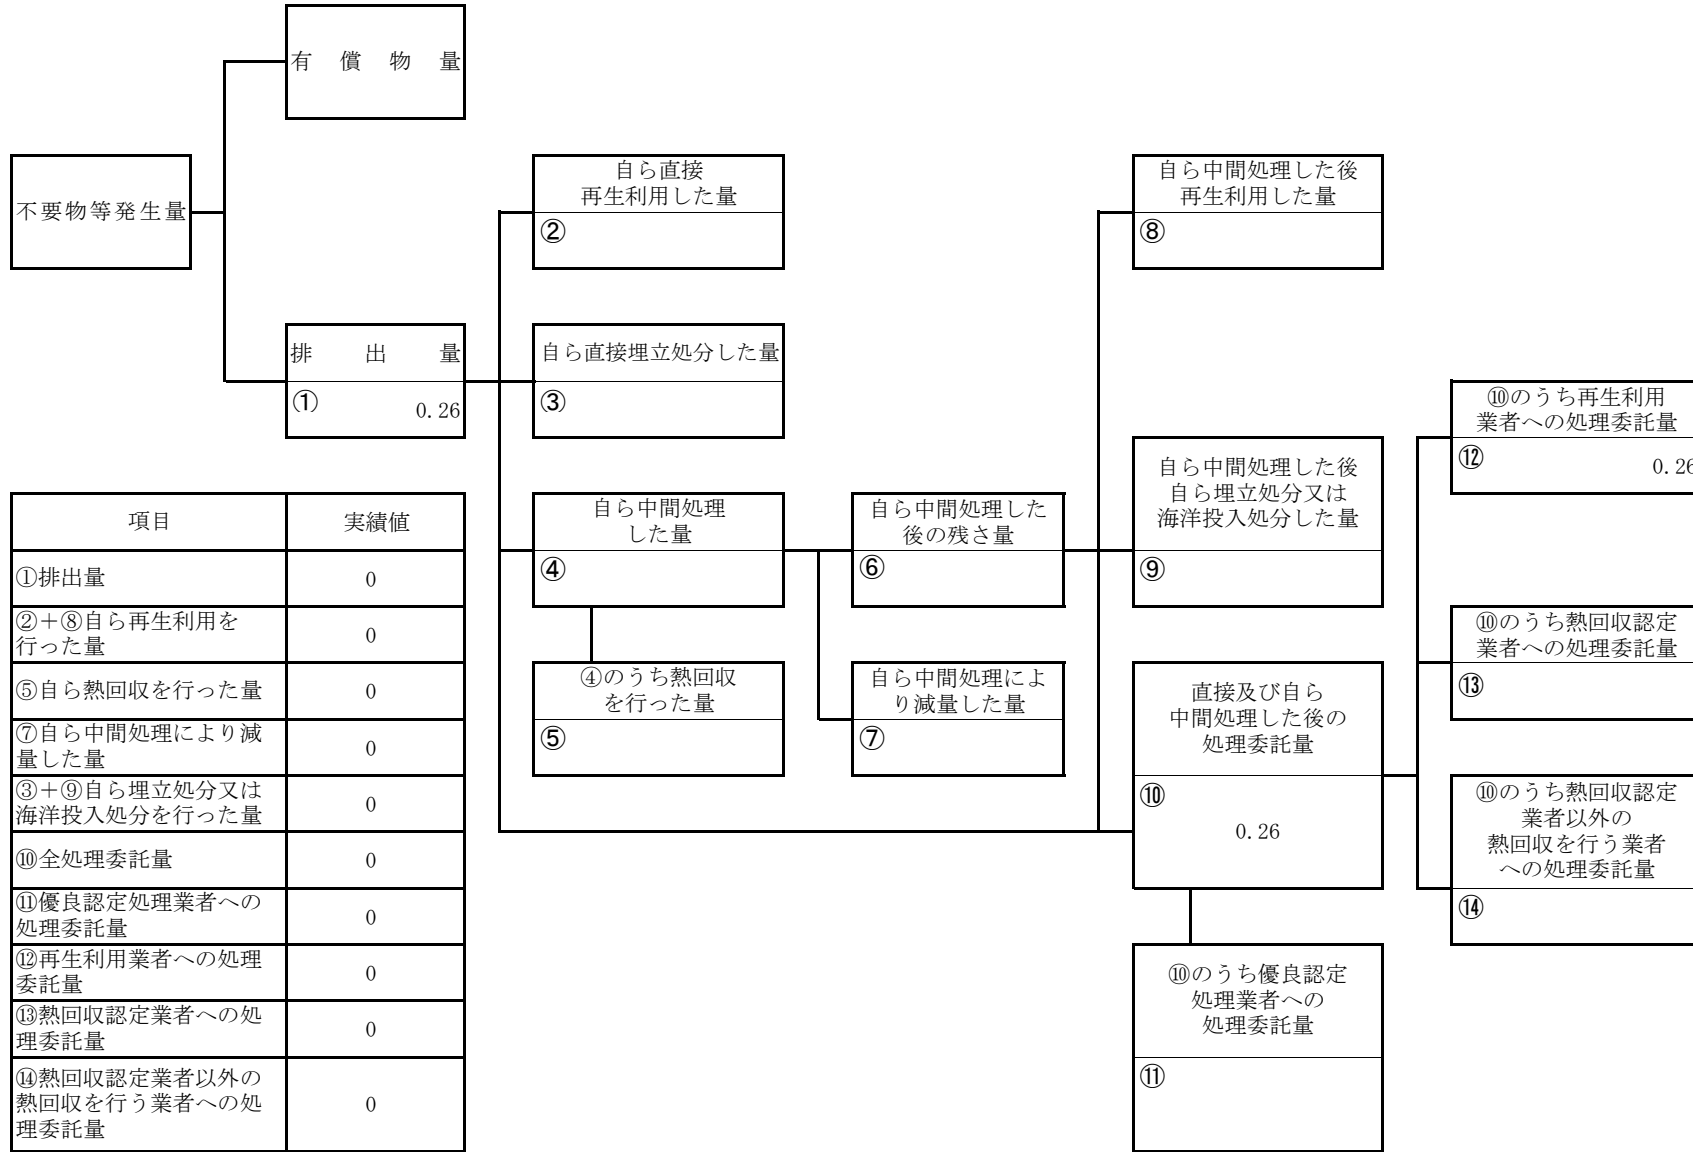 有償物量
不要物等発生量
自ら直接
再生利用した量
②
自ら中間処理した後
再生利用した量
⑧
排出量
①
0.26
自ら直接埋立処分した量
③
⑩のうち再生利用
業者への処理委託量
⑫
0.26
自ら中間処理
した量
④
自ら中間処理した
後の残さ量
⑥
自ら中間処理した後
自ら埋立処分又は
海洋投入処分した量
⑨
④のうち熱回収
を行った量
⑤
自ら中間処理によ
り減量した量
⑦
直接及び自ら
中間処理した後の
処理委託量
⑩
0.26
⑩のうち熱回収認定
業者への処理委託量
⑬
⑩のうち熱回収認定
業者以外の
熱回収を行う業者
への処理委託量
⑭
⑩のうち優良認定
処理業者への
処理委託量
⑪
項目 実績値
①排出量 0
②＋⑧自ら再生利用を
行った量 0
⑤自ら熱回収を行った量 0
⑦自ら中間処理により減
量した量 0
③＋⑨自ら埋立処分又は
海洋投入処分を行った量 0
⑩全処理委託量 0
⑪優良認定処理業者への
処理委託量 0
⑫再生利用業者への処理
委託量 0
⑬熱回収認定業者への処
理委託量 0
⑭熱回収認定業者以外の
熱回収を行う業者への処
理委託量 0